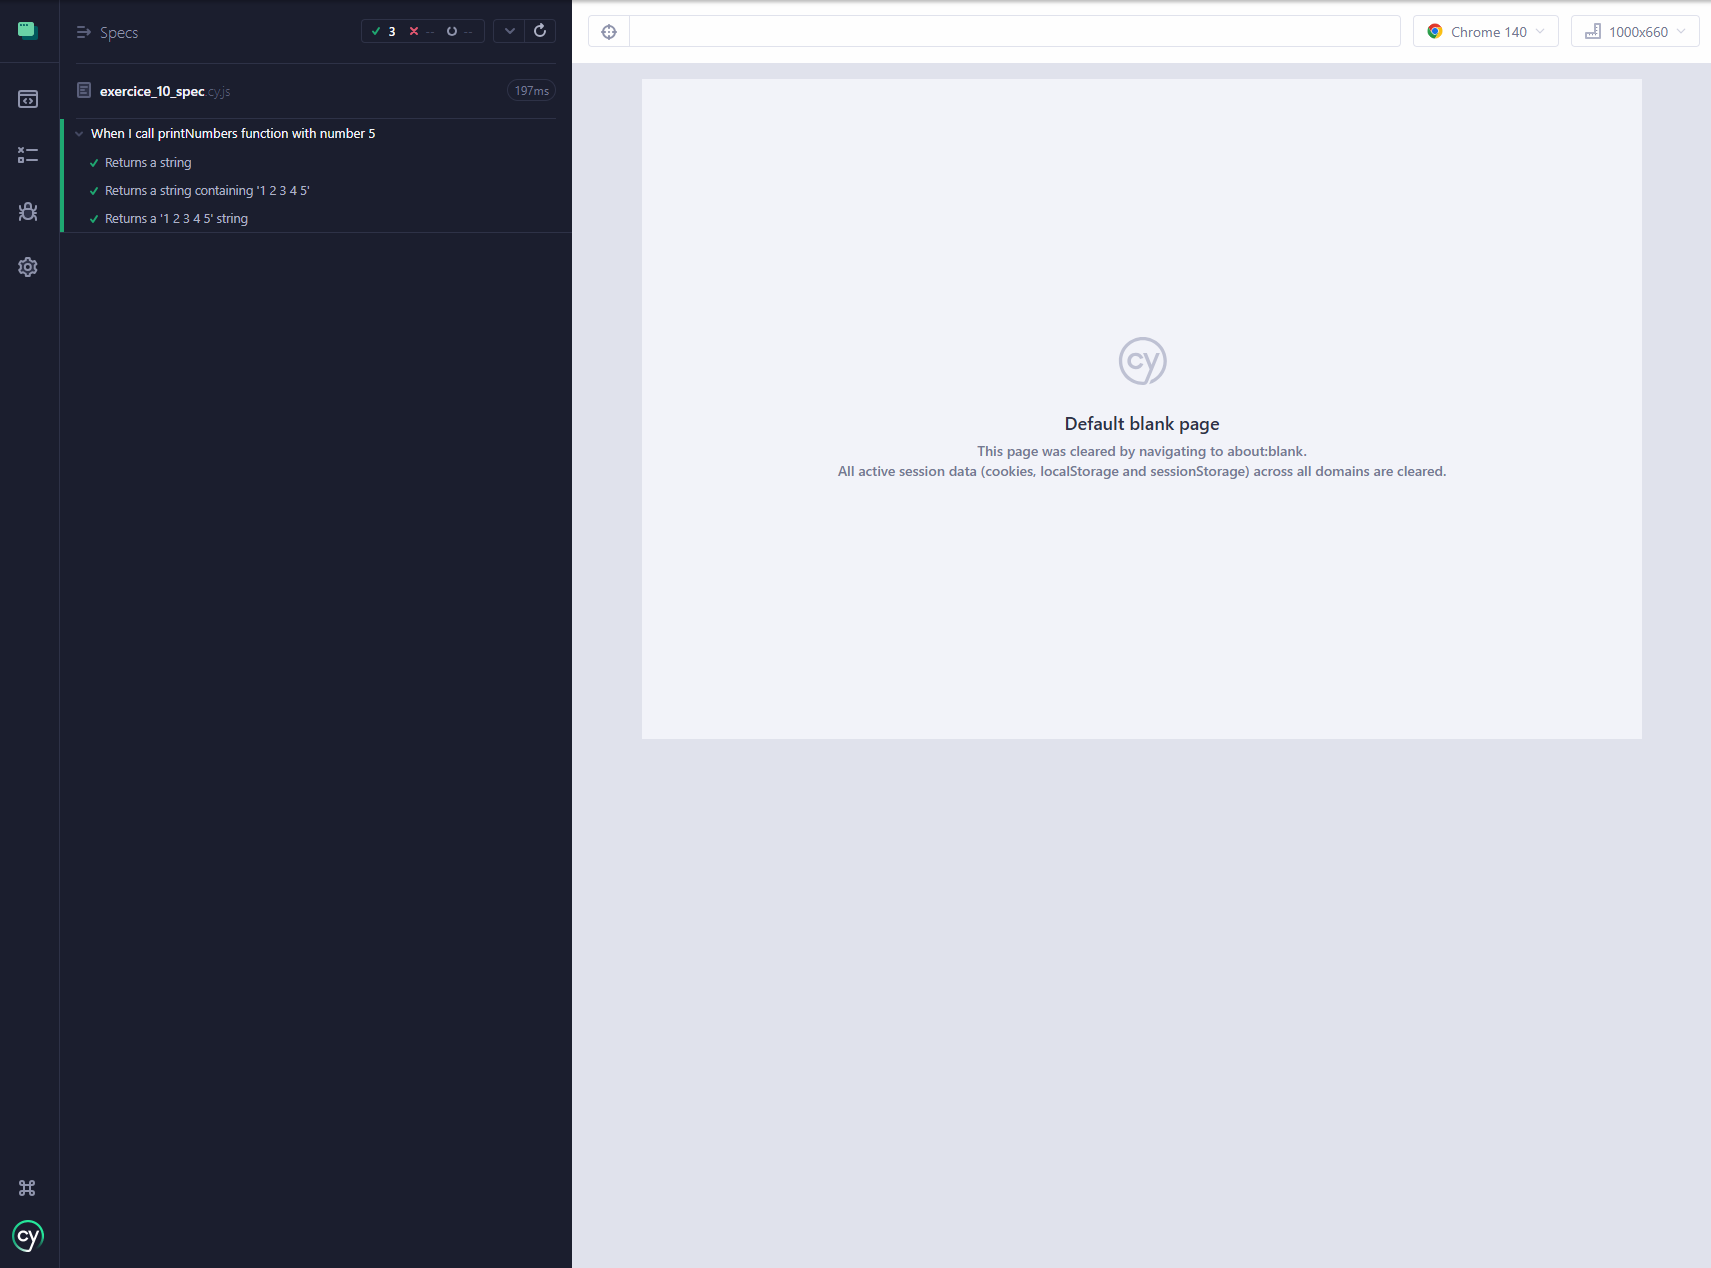 Specs
3 -- --
exercice_10_spec.cy.js
197ms
When I call printNumbers function with number 5
Returns a string
Returns a string containing '1 2 3 4 5'
Returns a '1 2 3 4 5' string
cy
Chrome 140
1000x660
cy
Default blank page
This page was cleared by navigating to about:blank.
All active session data (cookies, localStorage and sessionStorage) across all domains are cleared.